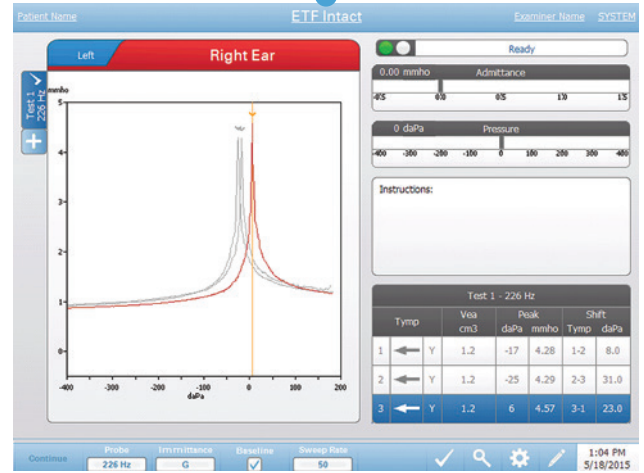 Patient Name ETF Intact Examiner Name SYSTEM
Left Right Ear
Test 1
226 Hz
mmho
5
4
3
2
1
0
-400 -300 -200 -100 0 100 200
daPa
Ready
0.00 mmho Admittance
-0.5 0.0 0.5 1.0 1.5
0 daPa Pressure
-400 -300 -200 -100 0 100 200 300 400
Instructions:
Test 1 - 226 Hz
Tymp Vea Peak Shift
cm3 daPa mmho Tymp daPa
1 Y 1.2 -17 4.28 1-2 8.0
2 Y 1.2 -25 4.29 2-3 31.0
3 Y 1.2 6 4.57 3-1 23.0
Continue
Probe Immittance Baseline Sweep Rate
226 Hz G 50
1:04 PM
5/18/2015